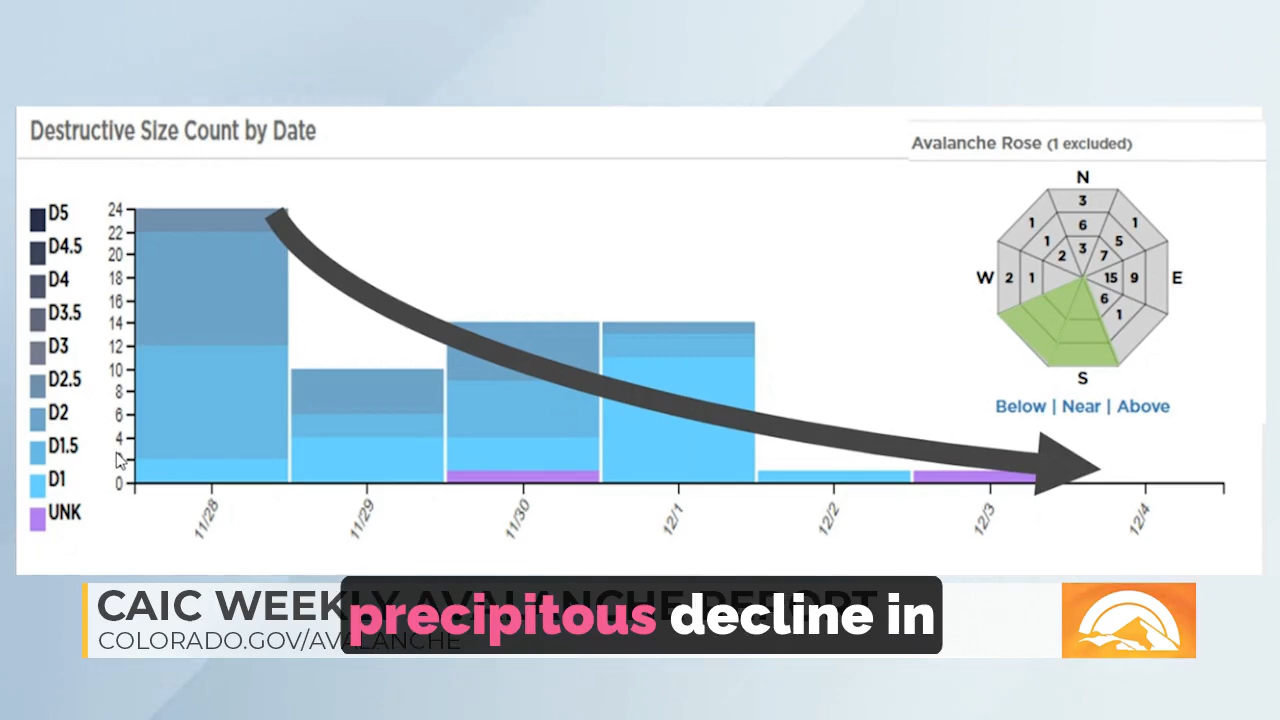 Destructive Size Count by Date
Avalanche Rose (1 excluded)
D5
D4.5
D4
D3.5
D3
D2.5
D2
D1.5
D1
UNK
24
22
20
18
16
14
12
10
8
6
4
0
11/28
11/29
11/30
12/1
12/2
12/3
12/4
N
3
1
1
6
1
5
2
3
7
W
2
1
15
9
E
6
1
S
Below | Near | Above
CAIC WEEKLY AVALANCHE REPORT
COLORADO.GOV/AVALANCHE
precipitous decline in